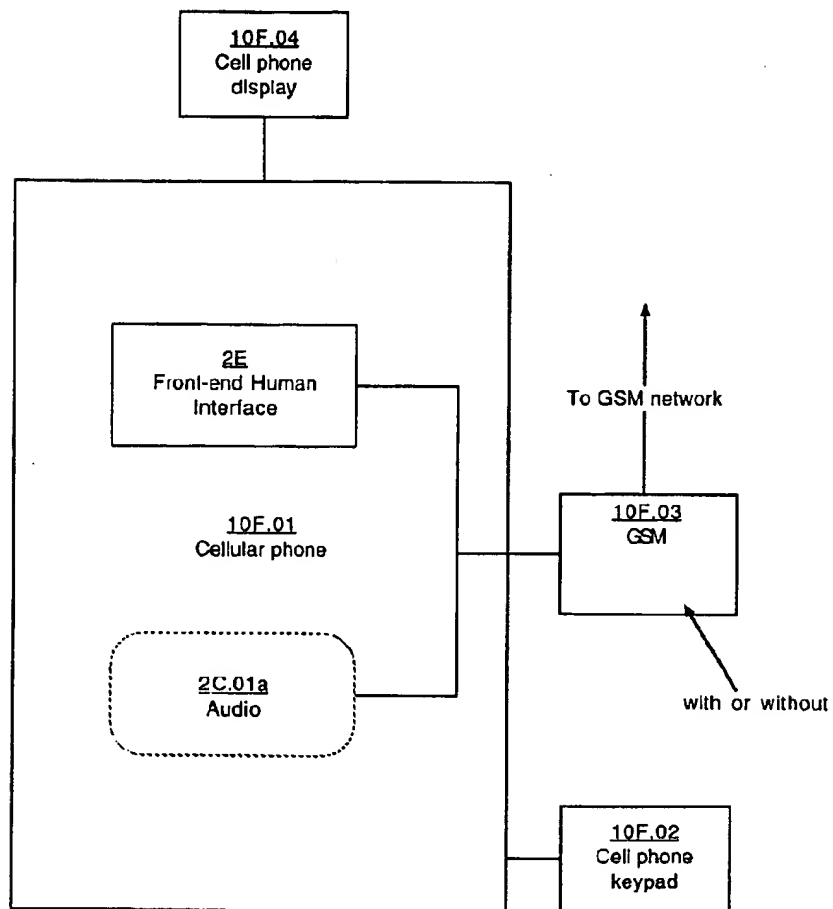 10F.04
Cell phone
display
2E
Front-end Human
Interface
To GSM network
10F.01
Cellular phone
10F.03
GSM
2C.01a
Audio
with or without
10F.02
Cell phone
keypad